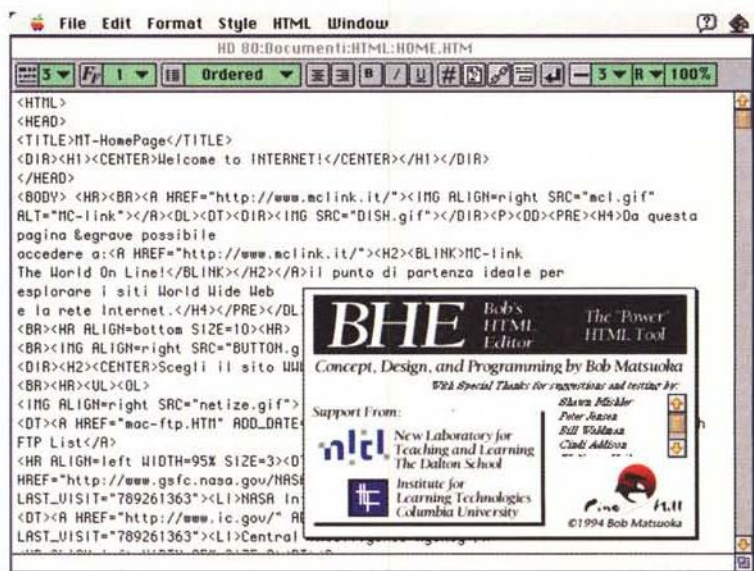 File Edit Format Style HTML Window
HD 80:Documenti:HTML:HOME.HTM
3 1 Ordered B / U # 3 R 100%
<HTML>
<HEAD>
<TITLE>MT-HomePage</TITLE>
<DIR><H1><CENTER>Welcome to INTERNET!</CENTER></H1></DIR>
</HEAD>
<BODY> <HR><BR><A HREF="http://www.mclink.it/"><IMG ALIGN=right SRC="mcl.gif"
ALT="MC-link"></A><DL><DT><DIR><IMG SRC="DISH.gif"></DIR><P><DD><PRE><H4>Da questa
pagina &egrave possibile
accedere a:<A HREF="http://www.mclink.it/"><H2><BLINK>MC-link
The World On Line!</BLINK></H2></A>il punto di partenza ideale per
esplorare i siti World Wide Web
e la rete Internet.</H4></PRE></DL>
<BR><HR ALIGN=bottom SIZE=10><HR>
<BR><IMG ALIGN=right SRC="BUTTON.g
<DIR><H2><CENTER>Scegli il sito WW
<BR><HR><UL><OL>
<IMG ALIGN=right SRC="netize.gif">
<DT><A HREF="mac-ftp.HTM" ADD_DATE=
FTP List</A>
<HR ALIGN=left WIDTH=95% SIZE=3><D
HREF="http://www.gsfc.nasa.gov/NAS
LAST_VISIT="789261363"><LI>NASA In
<DT><A HREF="http://www.ic.gov/" A
LAST_VISIT="789261363"><LI>Central
BHE
Bob's
HTML
Editor
The "Power"
HTML Tool
Concept, Design, and Programming by Bob Matsuoka
With Special Thanks for suggestions and testing by:
Shawn Mishler
Peter Jensen
Bill Waldman
Cindi Addison
Support From:
nltl
New Laboratory for
Teaching and Learning
The Dalton School
Institute for
Learning Technologies
Columbia University
Pine Hill
©1994 Bob Matsuoka